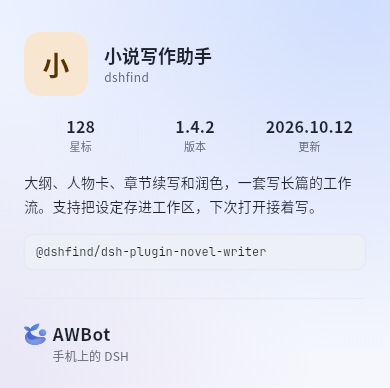 小
小说写作助手
dshfind
128
星标
1.4.2
版本
2026.10.12
更新
大纲、人物卡、章节续写和润色，一套写长篇的工作
流。支持把设定存进工作区，下次打开接着写。
@dshfind/dsh-plugin-novel-writer
AWBot
手机上的 DSH